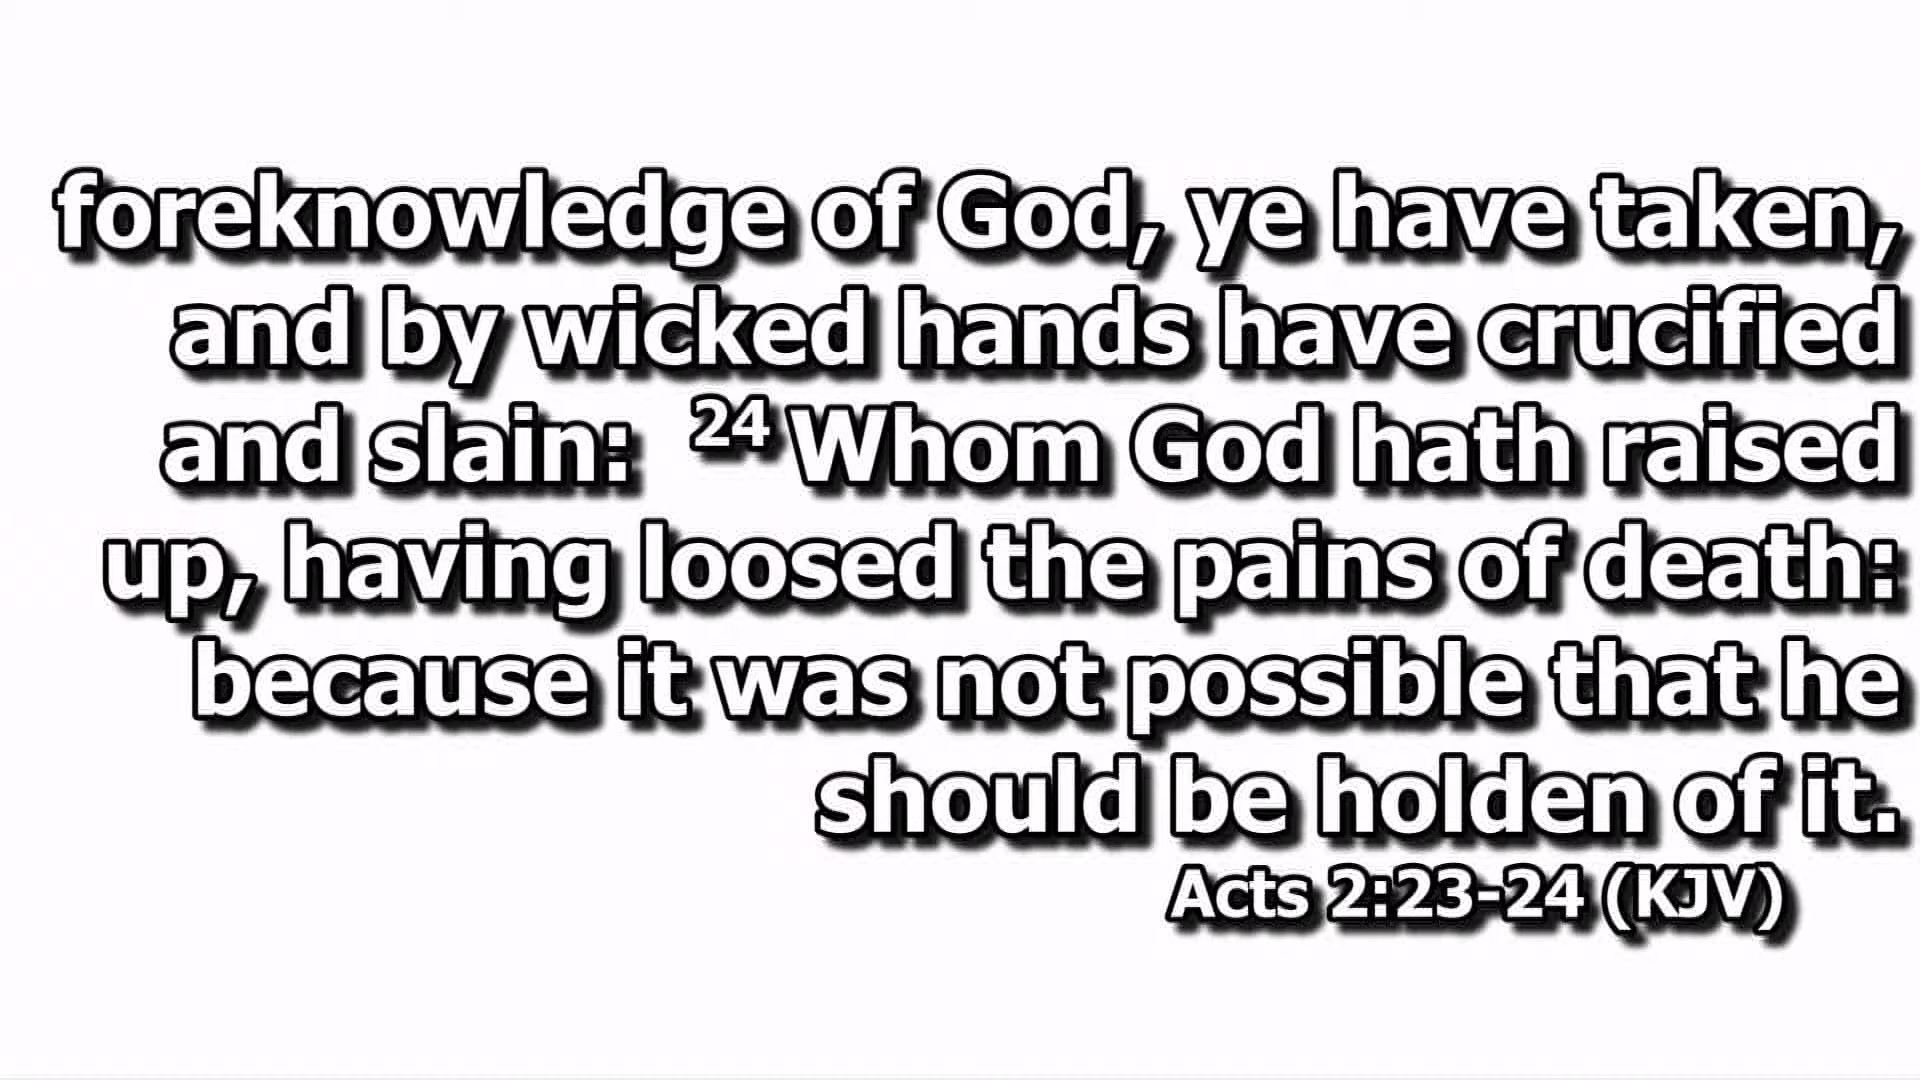 foreknowledge of God, ye have taken,
and by wicked hands have crucified
and slain: 24 Whom God hath raised
up, having loosed the pains of death:
because it was not possible that he
should be holden of it.
Acts 2:23-24 (KJV)